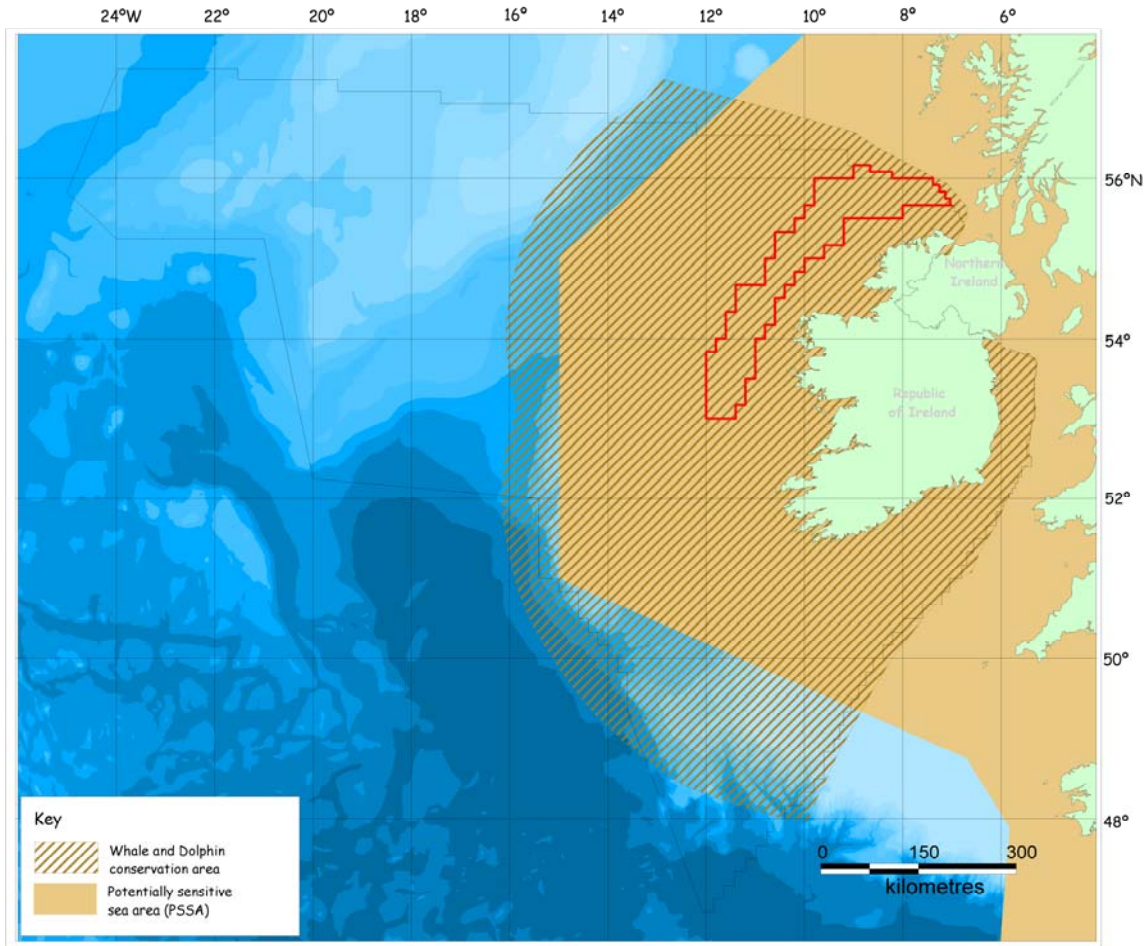 24°W 22° 20° 18° 16° 14° 12° 10° 8° 6°
56°N
Northern
Ireland
54°
Republic
of Ireland
52°
50°
48°
Key
Whale and Dolphin
conservation area
Potentially sensitive
sea area (PSSA)
0 150 300
kilometres